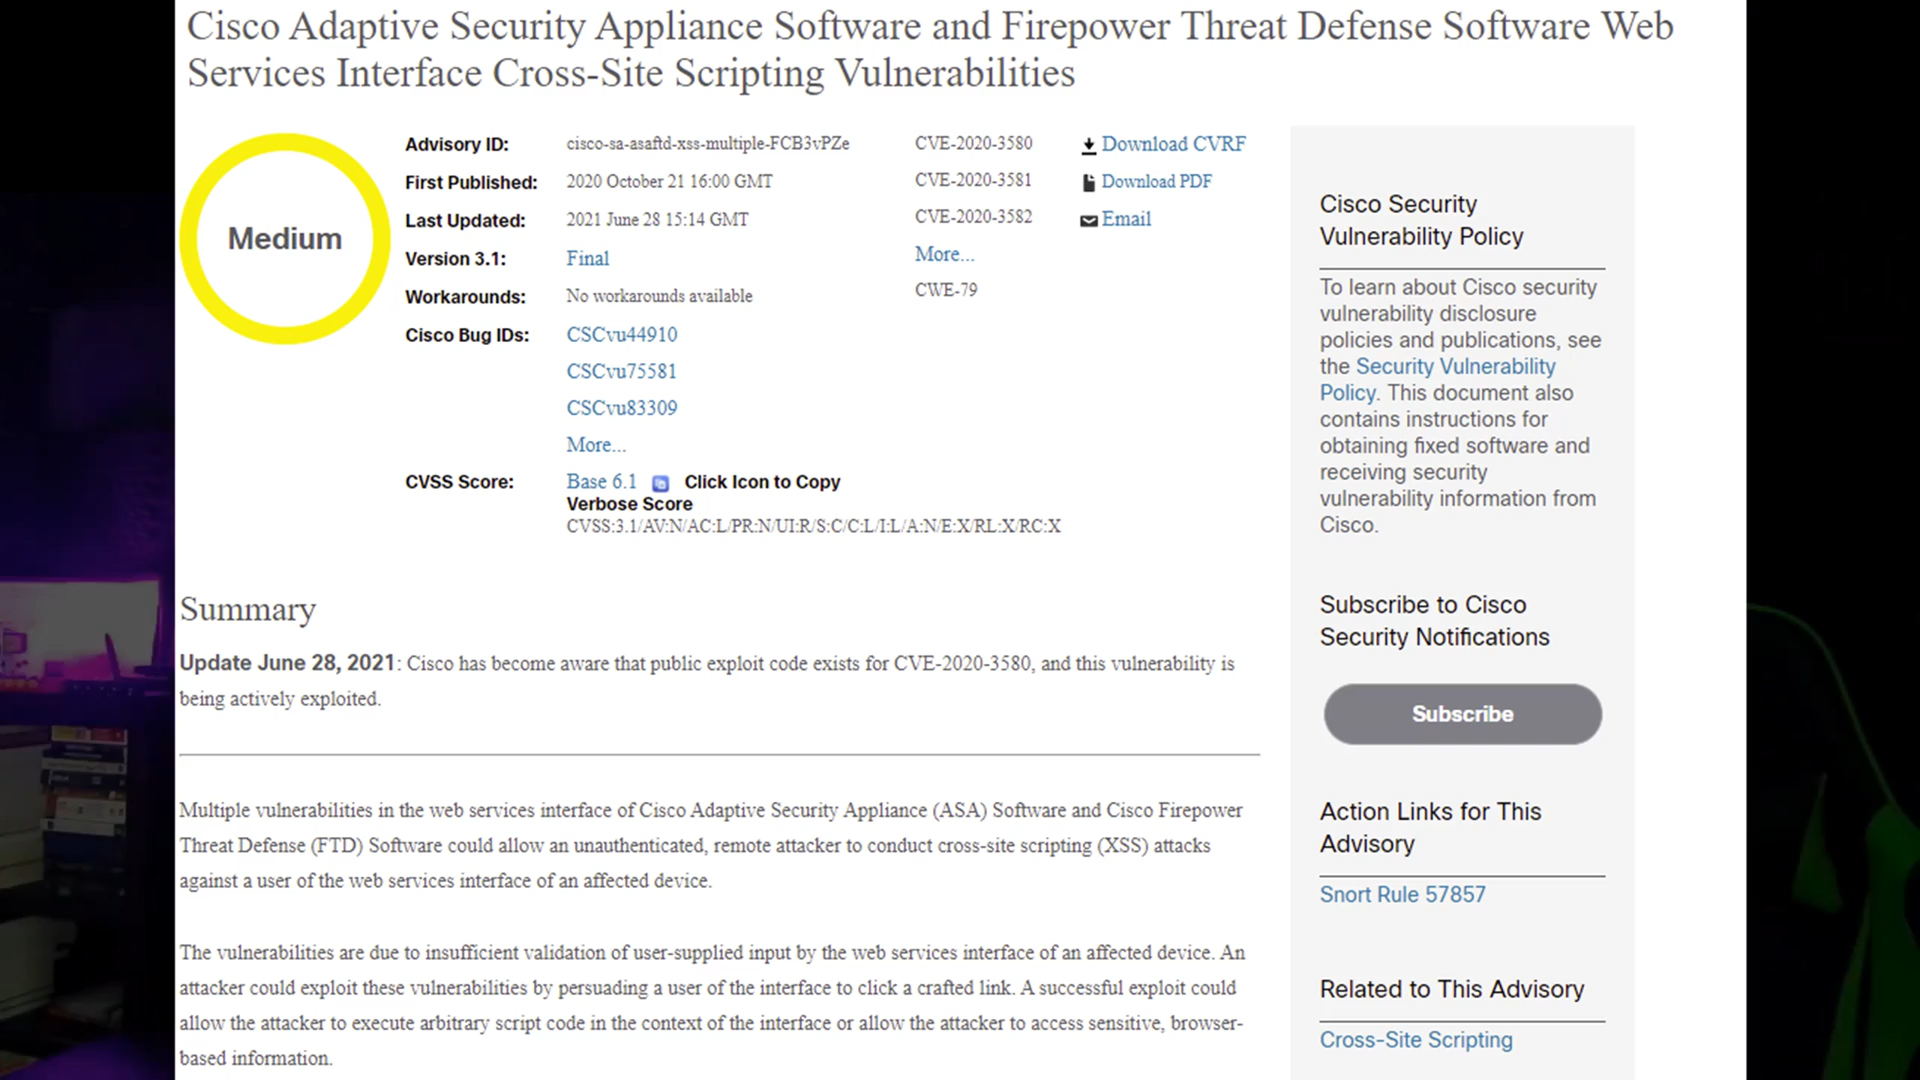 Cisco Adaptive Security Appliance Software and Firepower Threat Defense Software Web
Services Interface Cross-Site Scripting Vulnerabilities
Medium
Advisory ID: cisco-sa-asaftd-xss-multiple-FCB3vPZe
First Published: 2020 October 21 16:00 GMT
Last Updated: 2021 June 28 15:14 GMT
Version 3.1: Final
Workarounds: No workarounds available
Cisco Bug IDs: CSCvu44910
CSCvu75581
CSCvu83309
More...
CVSS Score: Base 6.1 Click Icon to Copy
Verbose Score
CVSS:3.1/AV:N/AC:L/PR:N/UI:R/S:C/C:L/I:L/A:N/E:X/RL:X/RC:X
CVE-2020-3580
CVE-2020-3581
CVE-2020-3582
More...
CWE-79
Download CVRF
Download PDF
Email
Summary
Update June 28, 2021: Cisco has become aware that public exploit code exists for CVE-2020-3580, and this vulnerability is
being actively exploited.
Multiple vulnerabilities in the web services interface of Cisco Adaptive Security Appliance (ASA) Software and Cisco Firepower
Threat Defense (FTD) Software could allow an unauthenticated, remote attacker to conduct cross-site scripting (XSS) attacks
against a user of the web services interface of an affected device.
The vulnerabilities are due to insufficient validation of user-supplied input by the web services interface of an affected device. An
attacker could exploit these vulnerabilities by persuading a user of the interface to click a crafted link. A successful exploit could
allow the attacker to execute arbitrary script code in the context of the interface or allow the attacker to access sensitive, browser-
based information.
Cisco Security
Vulnerability Policy
To learn about Cisco security
vulnerability disclosure
policies and publications, see
the Security Vulnerability
Policy. This document also
contains instructions for
obtaining fixed software and
receiving security
vulnerability information from
Cisco.
Subscribe to Cisco
Security Notifications
Subscribe
Action Links for This
Advisory
Snort Rule 57857
Related to This Advisory
Cross-Site Scripting